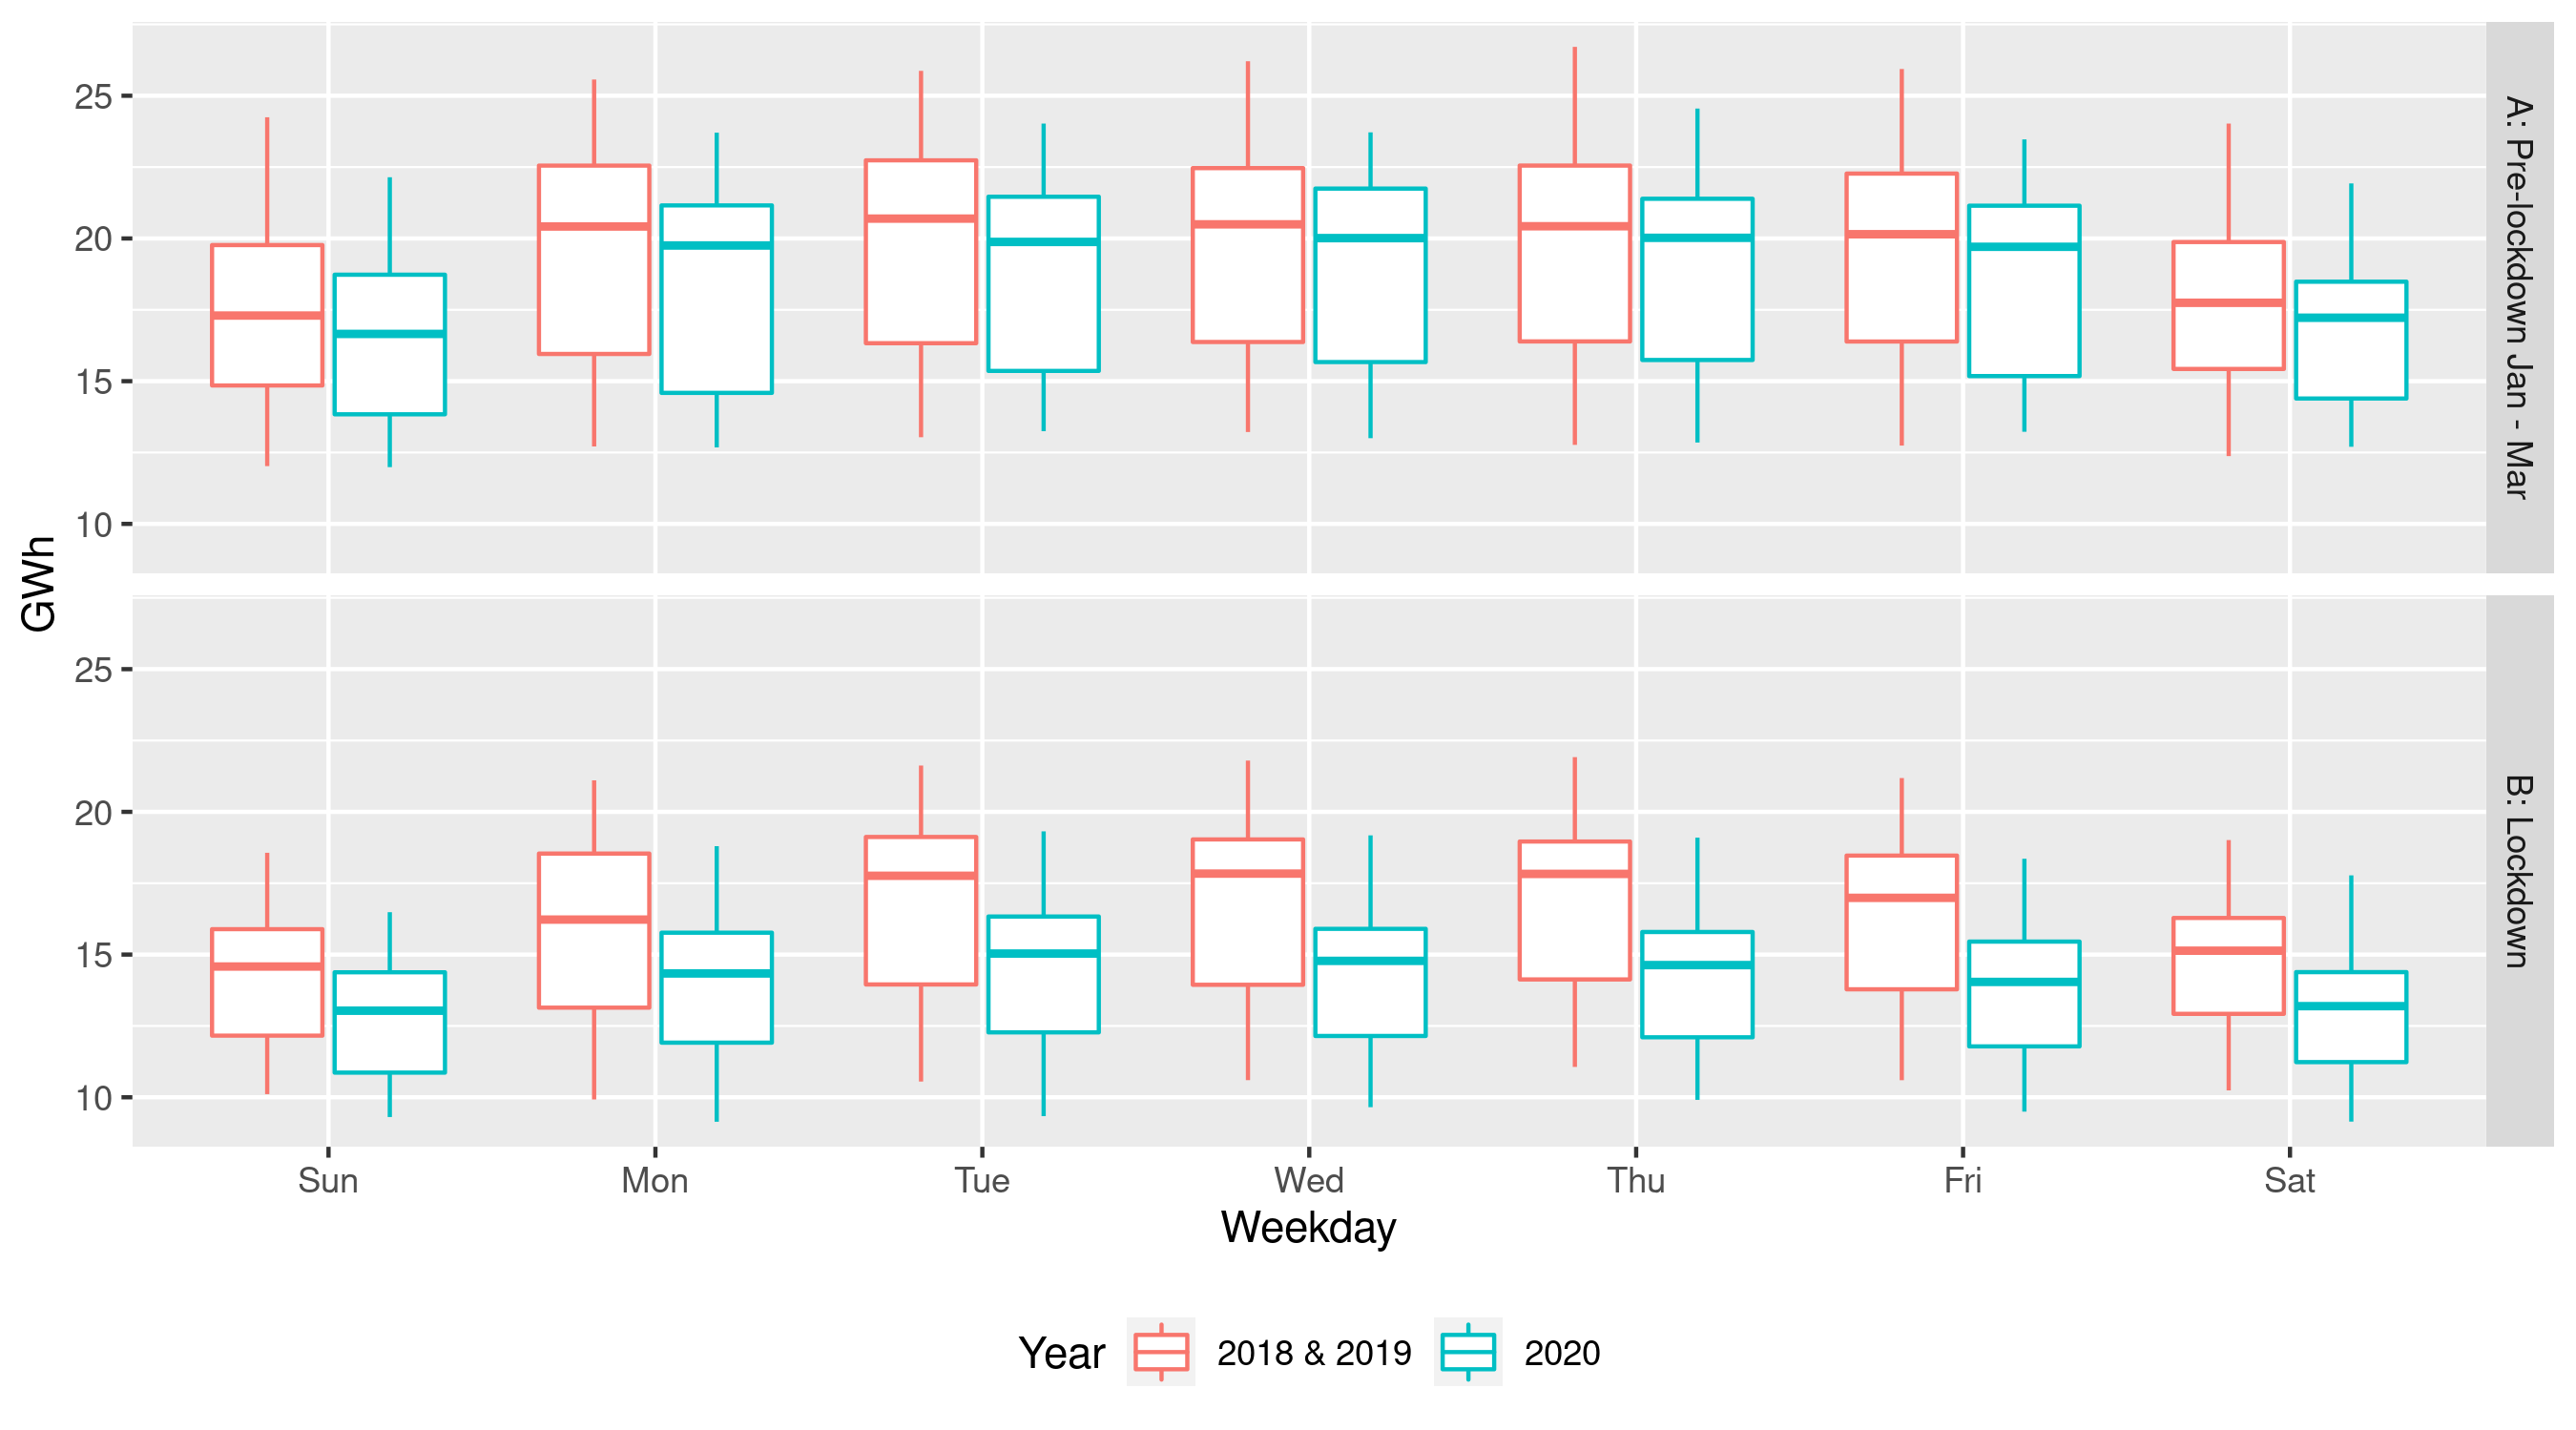 GWh
25
20
15
10
A: Pre-lockdown Jan - Mar
25
20
15
10
B: Lockdown
Sun Mon Tue Wed Thu Fri Sat
Weekday
Year 2018 & 2019 2020